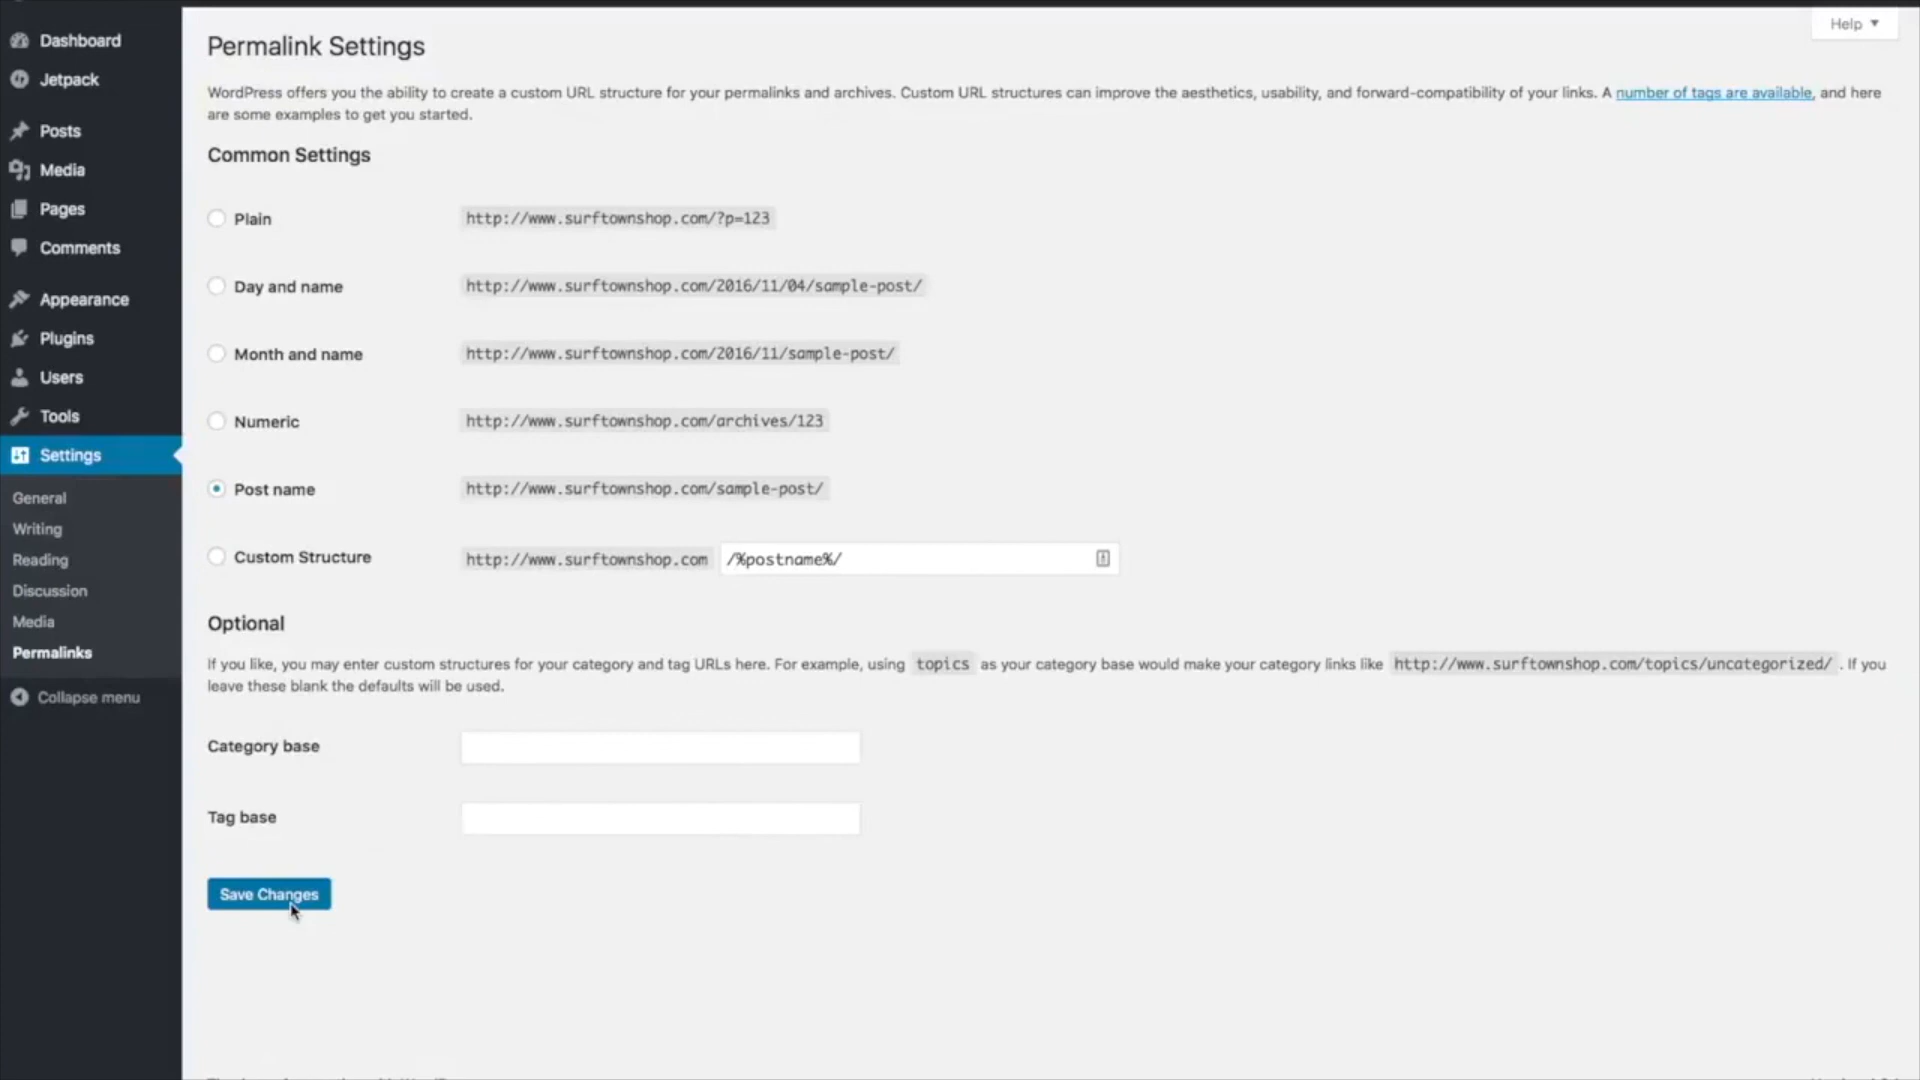 Dashboard
Jetpack
Posts
Media
Pages
Comments
Appearance
Plugins
Users
Tools
Settings
General
Writing
Reading
Discussion
Media
Permalinks
Collapse menu
Help
Permalink Settings
WordPress offers you the ability to create a custom URL structure for your permalinks and archives. Custom URL structures can improve the aesthetics, usability, and forward-compatibility of your links. A number of tags are available, and here
are some examples to get you started.
Common Settings
Plain http://www.surftownshop.com/?p=123
Day and name http://www.surftownshop.com/2016/11/04/sample-post/
Month and name http://www.surftownshop.com/2016/11/sample-post/
Numeric http://www.surftownshop.com/archives/123
Post name http://www.surftownshop.com/sample-post/
Custom Structure http://www.surftownshop.com /%postname%/
Optional
If you like, you may enter custom structures for your category and tag URLs here. For example, using topics as your category base would make your category links like http://www.surftownshop.com/topics/uncategorized/ . If you
leave these blank the defaults will be used.
Category base
Tag base
Save Changes